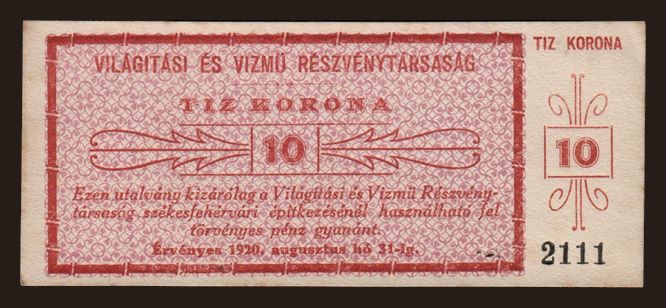 VILÁGITÁSI ÉS VIZMÜ RÉSZVÉNYTÁRSASÁG
TIZ KORONA
10
Ezen utalvány kizárólag a Világitási és Vizmü Részvény-
társaság székesfehérvári építkezésénél használható fel
törvényes pénz gyanánt.
Érvényes 1920. augusztus hó 31-ig.
TIZ KORONA
10
2111